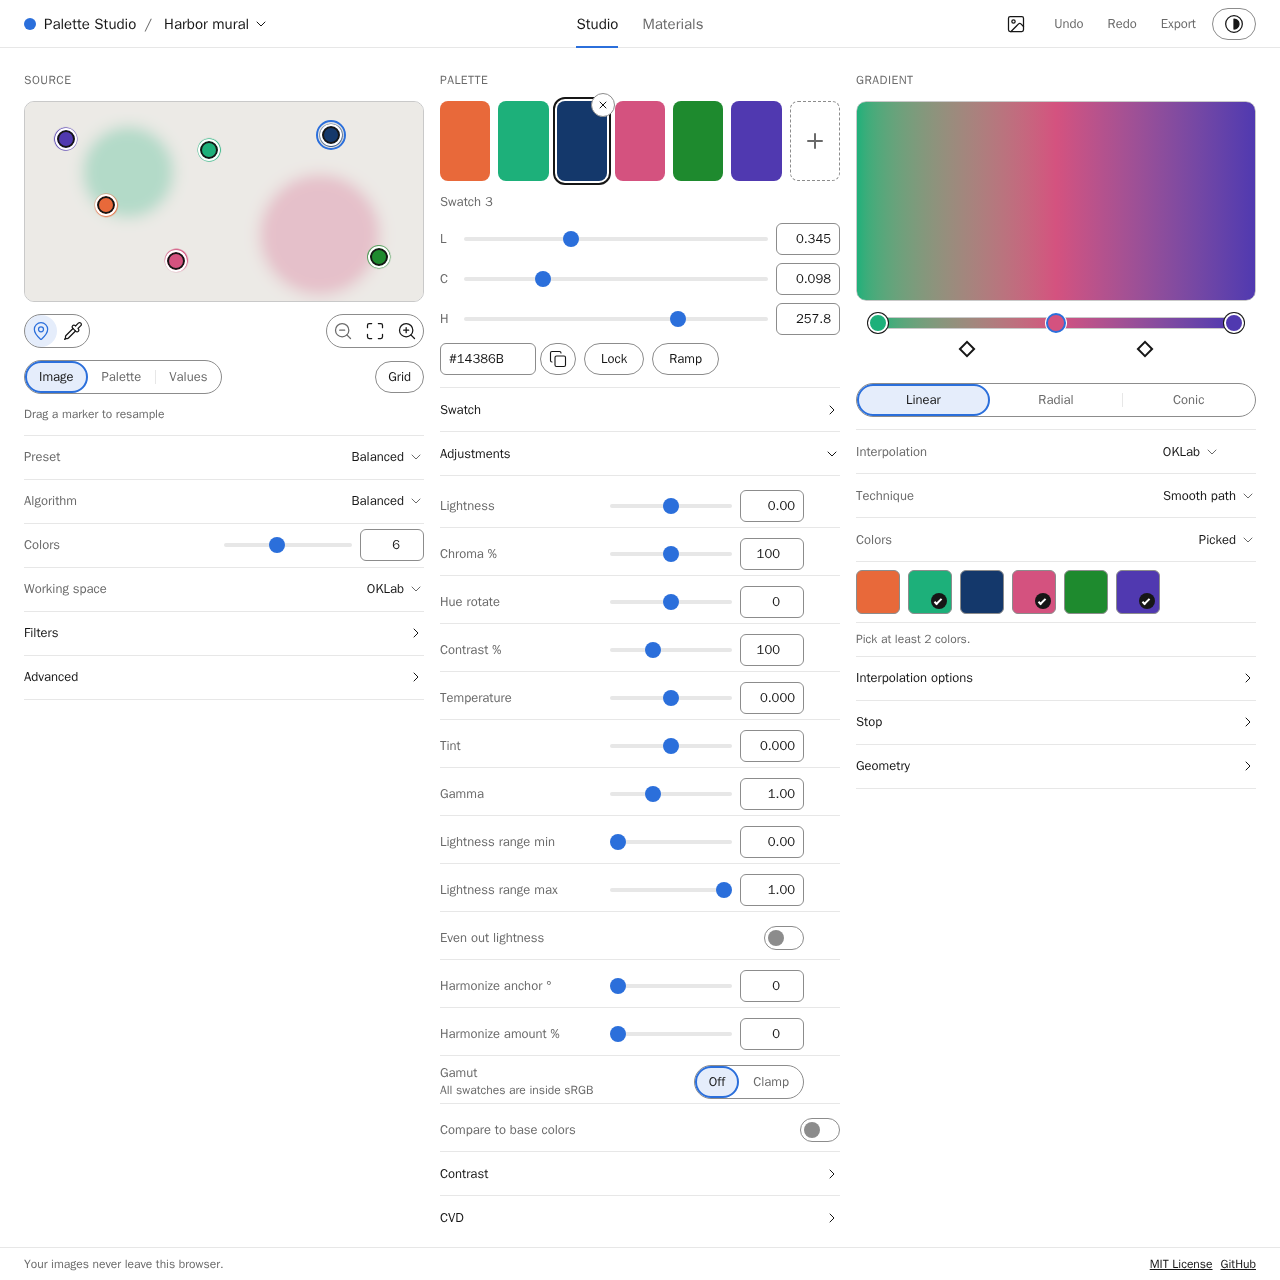 Palette Studio / Harbor mural
Studio
Materials
Undo
Redo
Export
SOURCE
Image
Palette
Values
Grid
Drag a marker to resample
Preset
Balanced
Algorithm
Balanced
Colors
6
Working space
OKLab
Filters
Advanced
PALETTE
Swatch 3
L
0.345
C
0.098
H
257.8
#14386B
Lock
Ramp
Swatch
Adjustments
Lightness
0.00
Chroma %
100
Hue rotate
0
Contrast %
100
Temperature
0.000
Tint
0.000
Gamma
1.00
Lightness range min
0.00
Lightness range max
1.00
Even out lightness
Harmonize anchor °
0
Harmonize amount %
0
Gamut
All swatches are inside sRGB
Off
Clamp
Compare to base colors
Contrast
CVD
GRADIENT
Linear
Radial
Conic
Interpolation
OKLab
Technique
Smooth path
Colors
Picked
Pick at least 2 colors.
Interpolation options
Stop
Geometry
Your images never leave this browser.
MIT License
GitHub